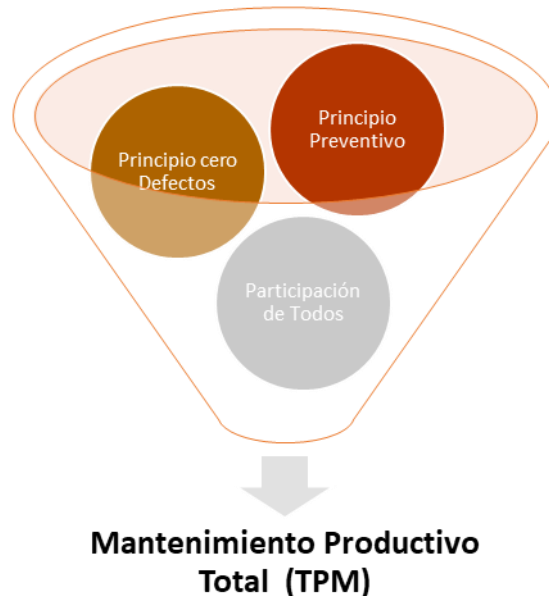 Principio
Preventivo
Principio cero
Defectos
Participación
de Todos
Mantenimiento Productivo
Total (TPM)